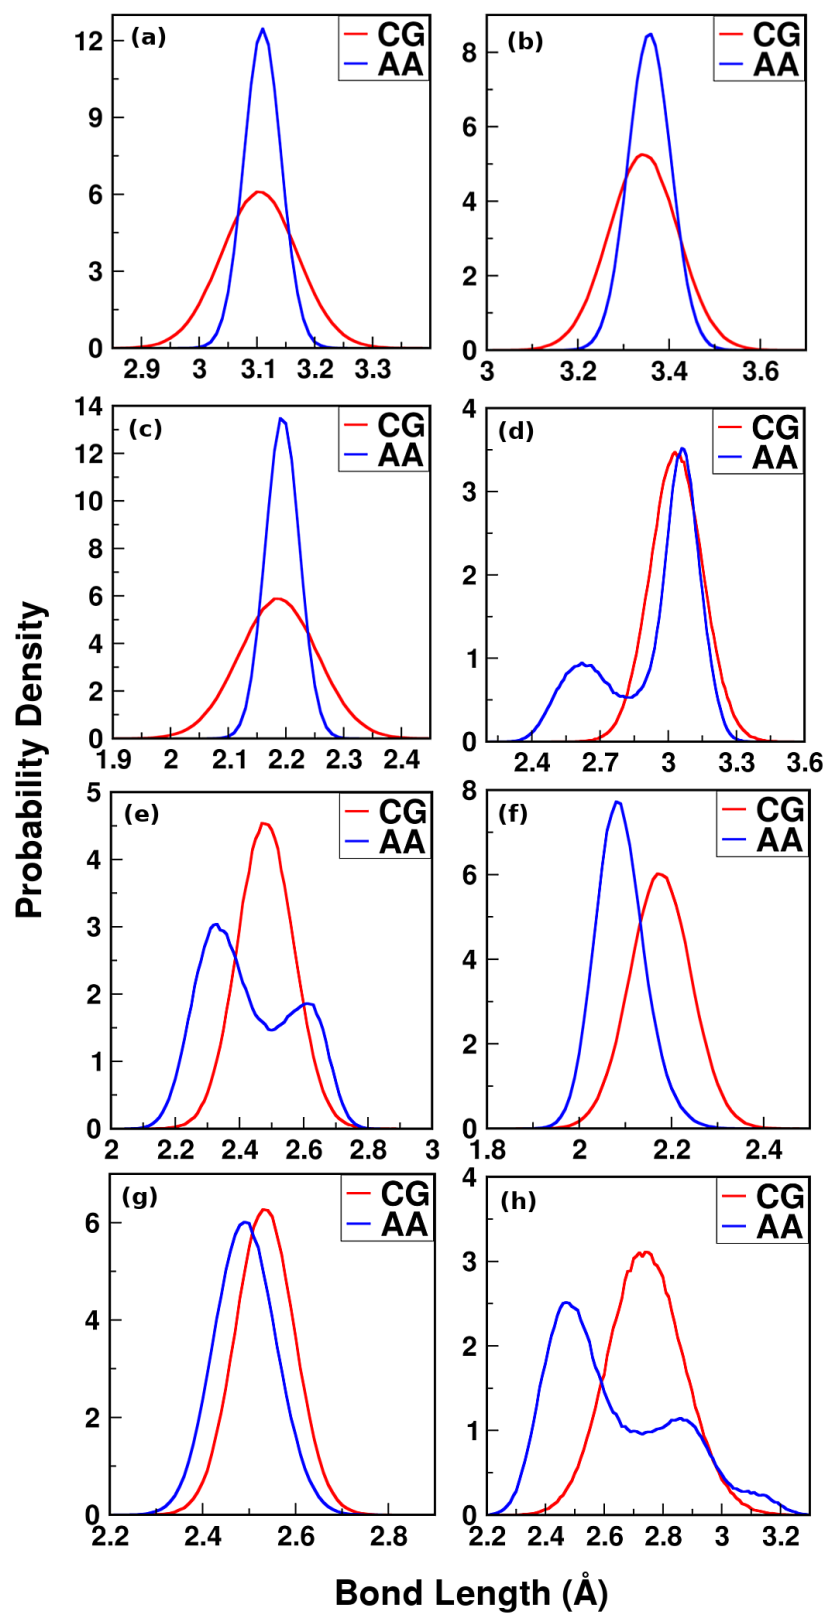 (a)
CG
AA
12
9
6
3
0
2.9 3 3.1 3.2 3.3
(b)
CG
AA
8
6
4
2
0
3 3.2 3.4 3.6
(c)
CG
AA
14
12
10
8
6
4
2
0
1.9 2 2.1 2.2 2.3 2.4
(d)
CG
AA
4
3
2
1
0
2.4 2.7 3 3.3 3.6
(e)
CG
AA
5
4
3
2
1
0
2 2.2 2.4 2.6 2.8 3
(f)
CG
AA
8
6
4
2
0
1.8 2 2.2 2.4
(g)
CG
AA
6
4
2
0
2.2 2.4 2.6 2.8
(h)
CG
AA
4
3
2
1
0
2.2 2.4 2.6 2.8 3 3.2
Probability Density
Bond Length (Å)